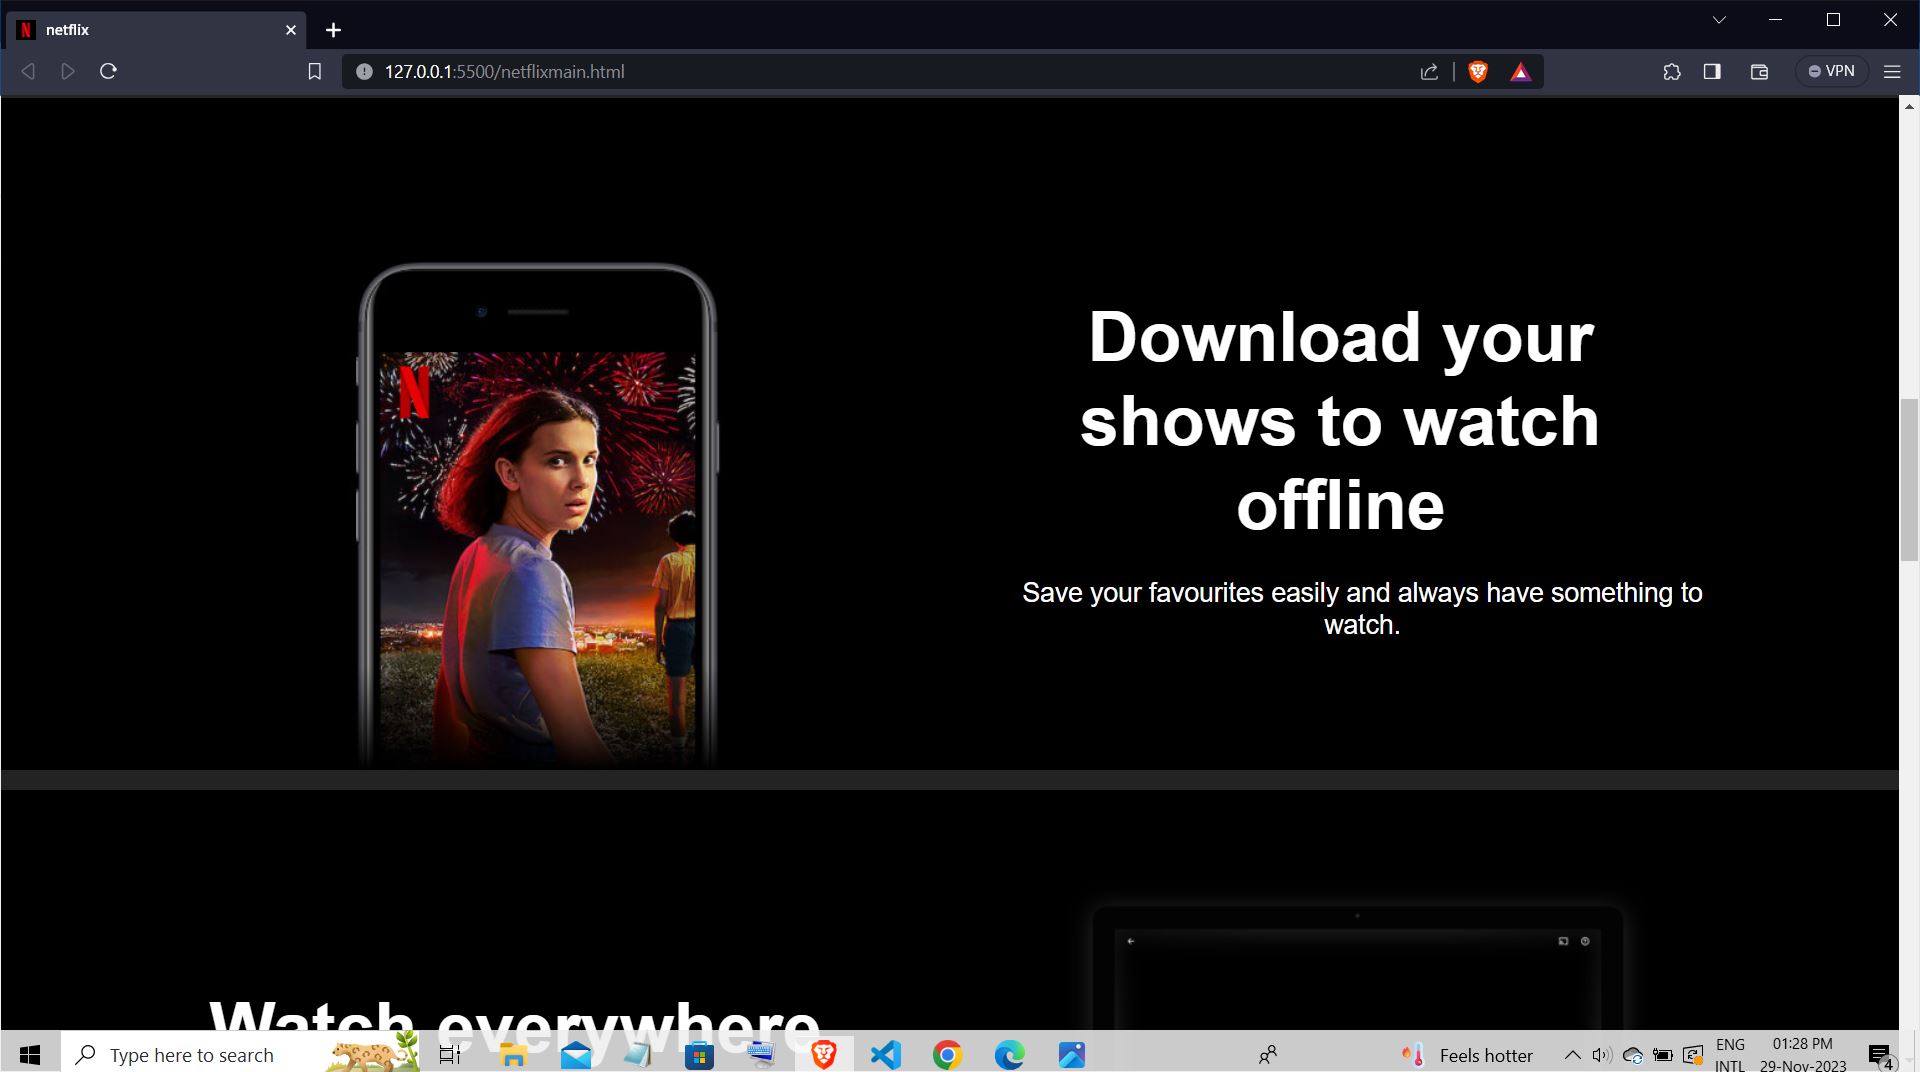 netflix
127.0.0.1:5500/netflixmain.html
VPN
N
Download your
shows to watch
offline
Save your favourites easily and always have something to
watch.
Watch everywhere
Type here to search
Feels hotter
ENG
INTL
01:28 PM
29-Nov-2023
4